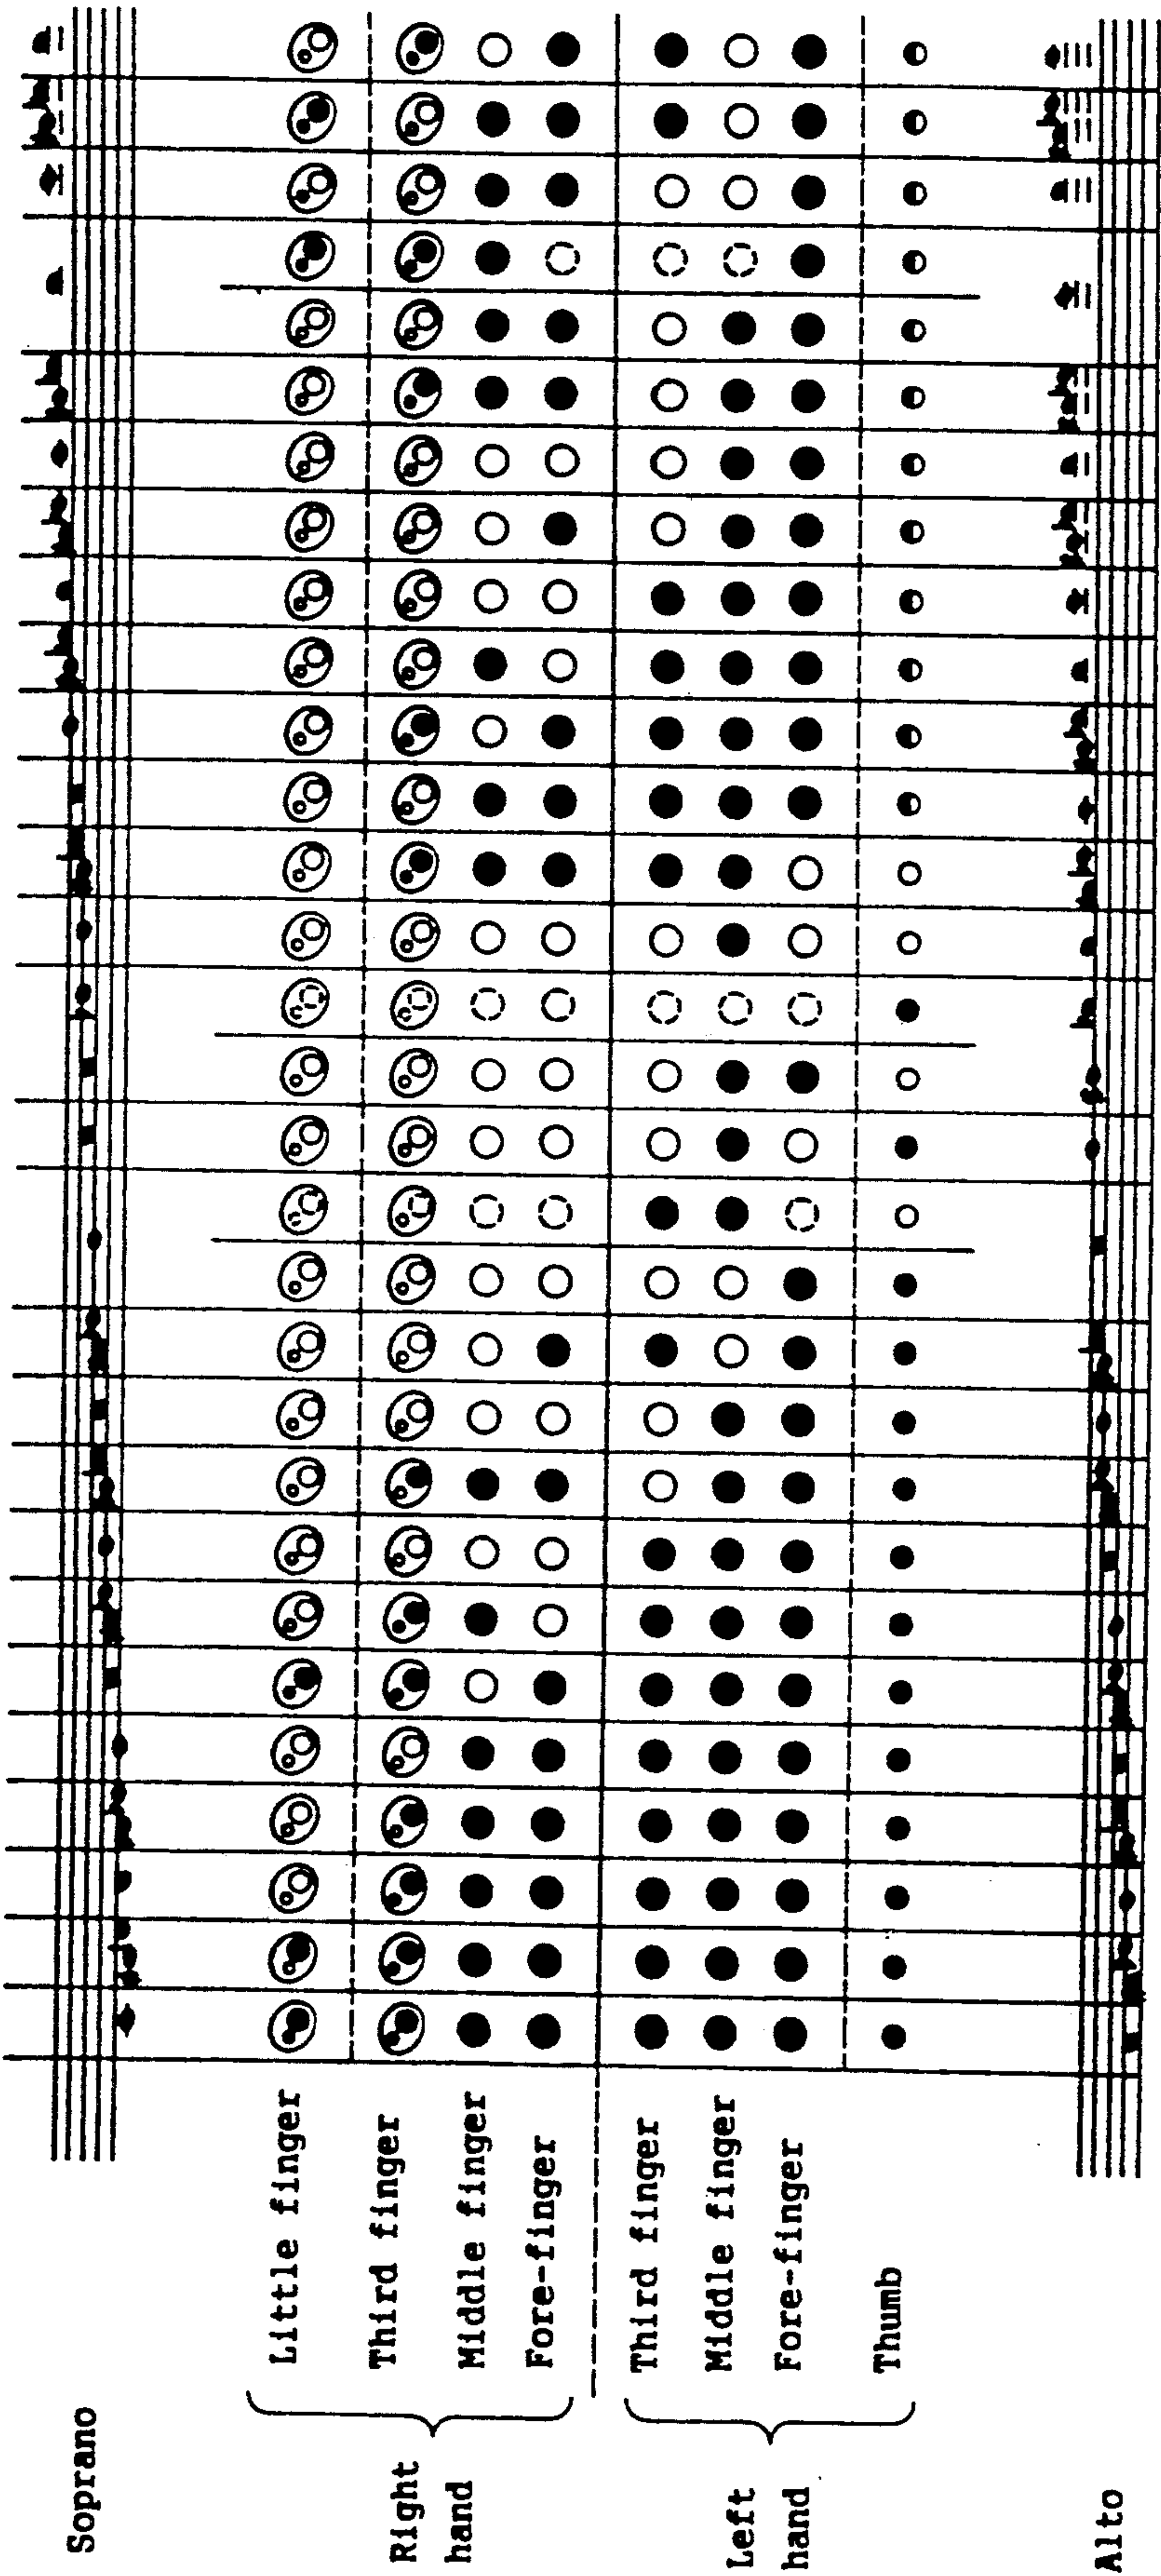 Soprano
Right
hand
Little finger
Third finger
Middle finger
Fore-finger
Left
hand
Third finger
Middle finger
Fore-finger
Thumb
Alto